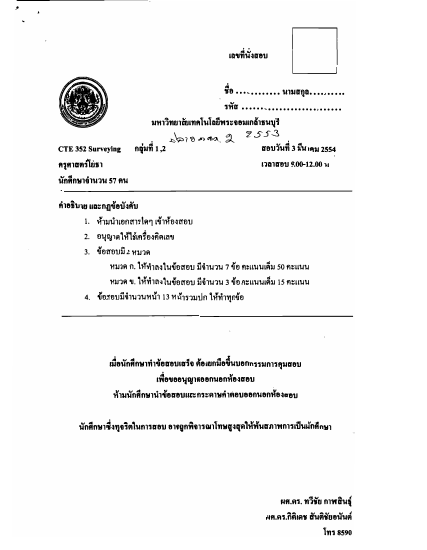 เลขที่นั่งสอบ
ชื่อ ............ นามสกุล..........
รหัส ..........................
มหาวิทยาลัยเทคโนโลยีพระจอมเกล้าธนบุรี
2 2553
CTE 352 Surveying กลุ่มที่ 1,2 สอบวันที่ 3 มีนาคม 2554
ครุศาสตร์โยธา เวลาสอบ 9.00-12.00 น
นักศึกษาจำนวน 57 คน
คำอธิบาย และกฎข้อบังคับ
1. ห้ามนำเอกสารใดๆ เข้าห้องสอบ
2. อนุญาตให้ใช้เครื่องคิดเลข
3. ข้อสอบมี 2 หมวด
หมวด ก. ให้ทำลงในข้อสอบ มีจำนวน 7 ข้อ คะแนนเต็ม 50 คะแนน
หมวด ข. ให้ทำลงในข้อสอบ มีจำนวน 3 ข้อ คะแนนเต็ม 15 คะแนน
4. ข้อสอบมีจำนวนหน้า 13 หน้ารวมปก ให้ทำทุกข้อ
เมื่อนักศึกษาทำข้อสอบเสร็จ ต้องยกมือขึ้นบอกกรรมการคุมสอบ
เพื่อขออนุญาตออกนอกห้องสอบ
ห้ามนักศึกษานำข้อสอบและกระดาษคำตอบออกนอกห้องสอบ
นักศึกษาซึ่งทุจริตในการสอบ อาจถูกพิจารณาโทษสูงสุดให้พ้นสภาพการเป็นนักศึกษา
ผศ.ดร. ทวีชัย กาฬสินธุ์
ผศ.ดร.กิติเดช สันติชัยอนันต์
โทร 8590